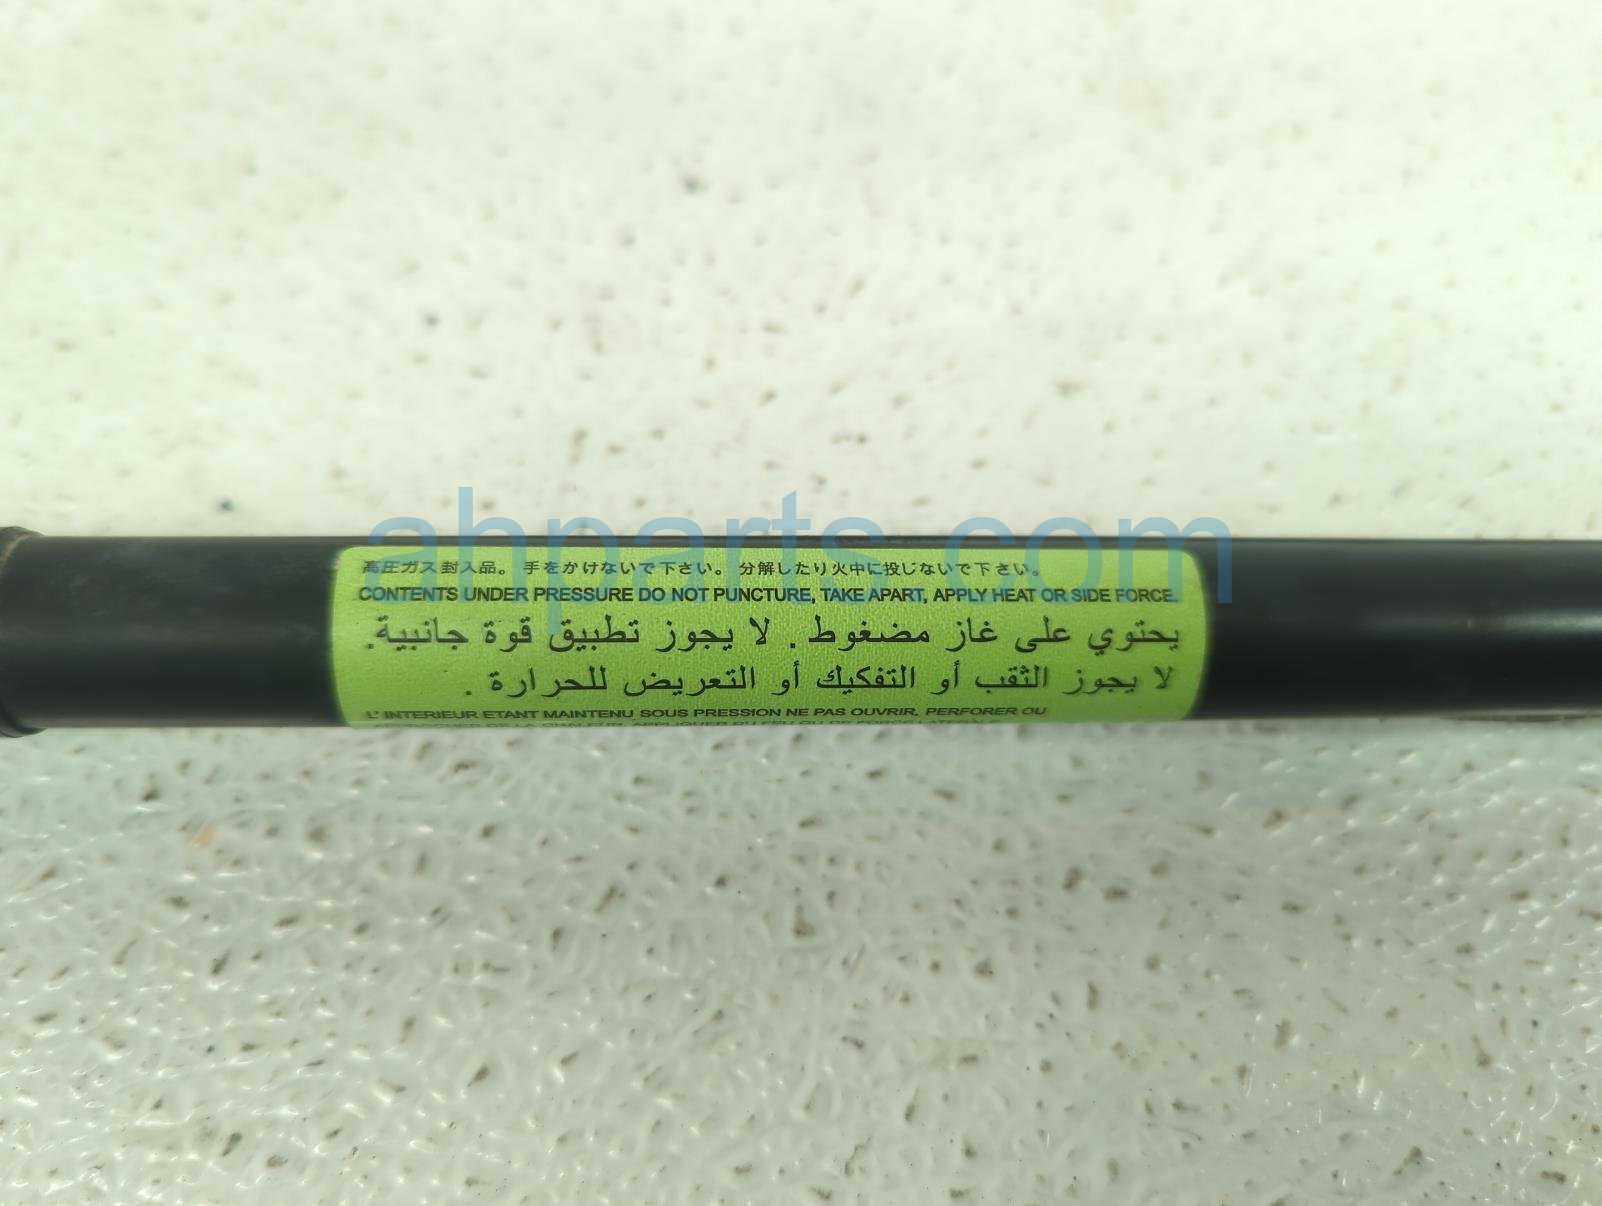 高圧ガス封入品。 手をかけないで下さい。 分解したり火中に投じないで下さい。
CONTENTS UNDER PRESSURE DO NOT PUNCTURE, TAKE APART, APPLY HEAT OR SIDE FORCE.
يحتوي على غاز مضغوط . لا يجوز تطبيق قوة جانبية.
لا يجوز الثقب أو التفكيك أو التعريض للحرارة .
L' INTERIEUR ETANT MAINTENU SOUS PRESSION NE PAS OUVRIR, PERFORER OU
ahparts.com